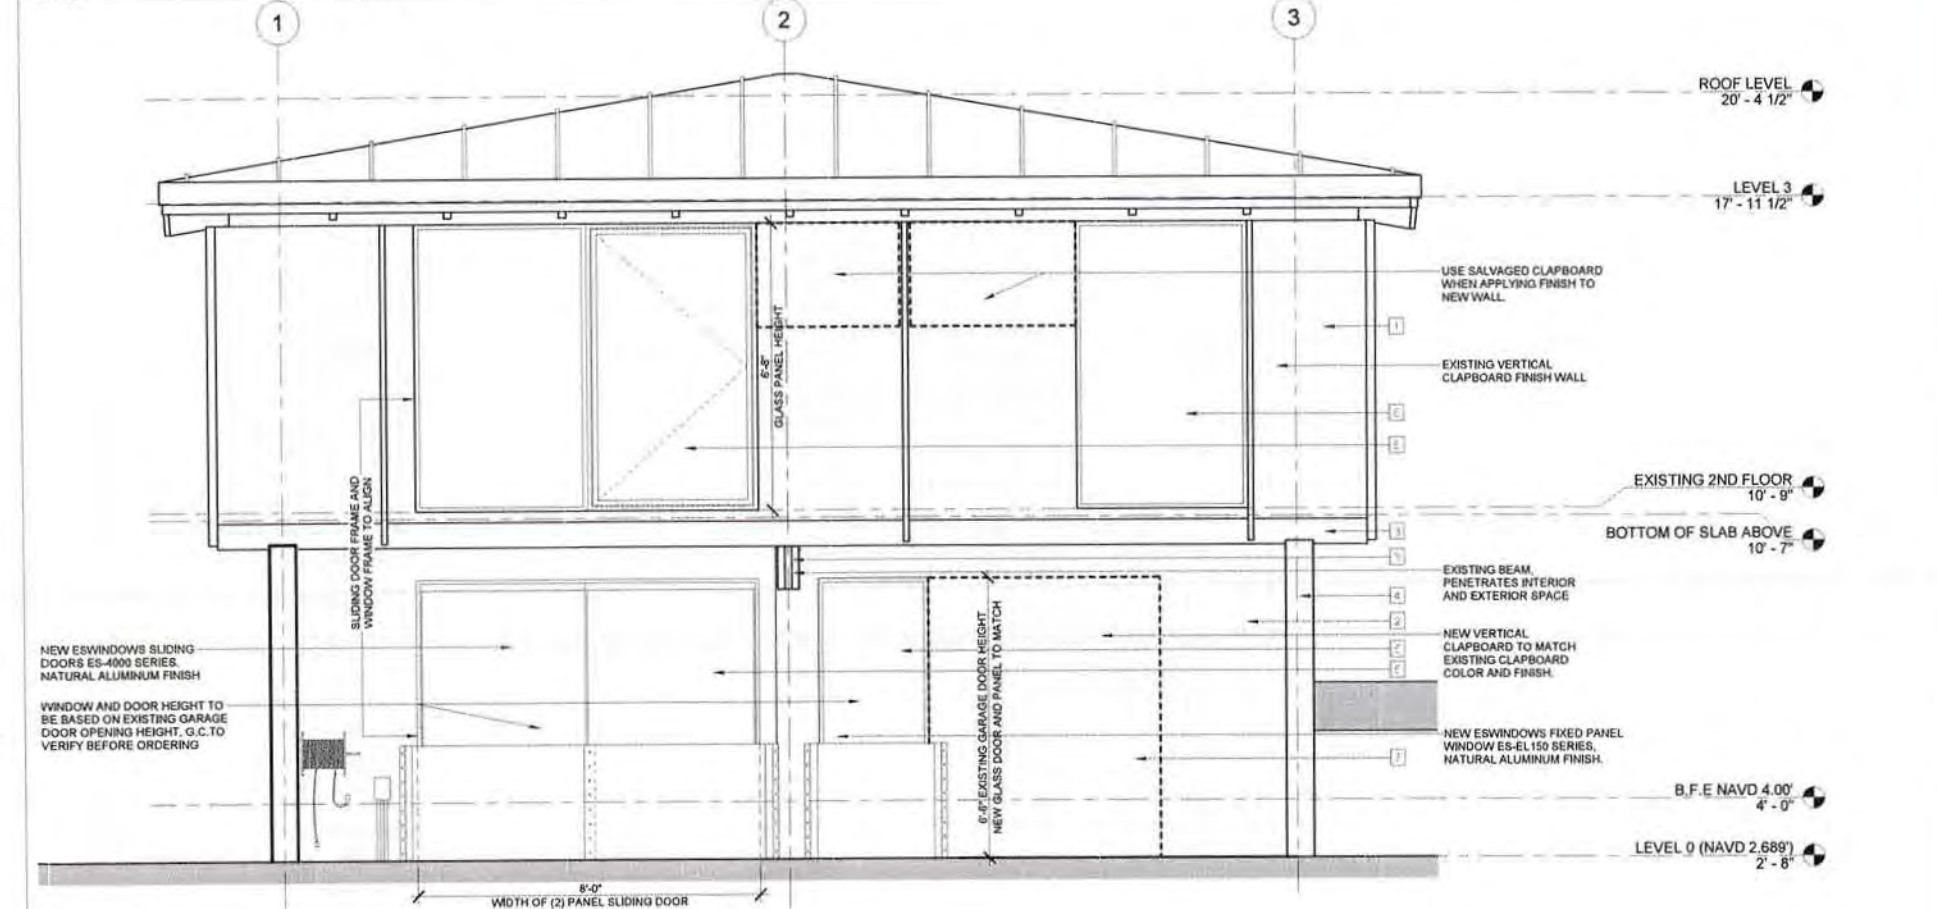 1
2
3
ROOF LEVEL
20' - 4 1/2"
LEVEL 3
17' - 11 1/2"
USE SALVAGED CLAPBOARD
WHEN APPLYING FINISH TO
NEW WALL.
1
EXISTING VERTICAL
CLAPBOARD FINISH WALL
6'-8"
GLASS PANEL HEIGHT
SLIDING DOOR FRAME AND
WINDOW FRAME TO ALIGN
EXISTING 2ND FLOOR
10' - 9"
BOTTOM OF SLAB ABOVE
10' - 7"
3
EXISTING BEAM,
PENETRATES INTERIOR
AND EXTERIOR SPACE
4
2
NEW VERTICAL
CLAPBOARD TO MATCH
EXISTING CLAPBOARD
COLOR AND FINISH.
NEW ESWINDOWS SLIDING
DOORS ES-4000 SERIES.
NATURAL ALUMINUM FINISH
WINDOW AND DOOR HEIGHT TO
BE BASED ON EXISTING GARAGE
DOOR OPENING HEIGHT, G.C.TO
VERIFY BEFORE ORDERING
6'-6" EXISTING GARAGE DOOR HEIGHT
NEW GLASS DOOR AND PANEL TO MATCH
NEW ESWINDOWS FIXED PANEL
WINDOW ES-EL150 SERIES,
NATURAL ALUMINUM FINISH.
7
B.F.E NAVD 4.00'
4' - 0"
LEVEL 0 (NAVD 2.689')
2' - 8"
8'-0"
WIDTH OF (2) PANEL SLIDING DOOR